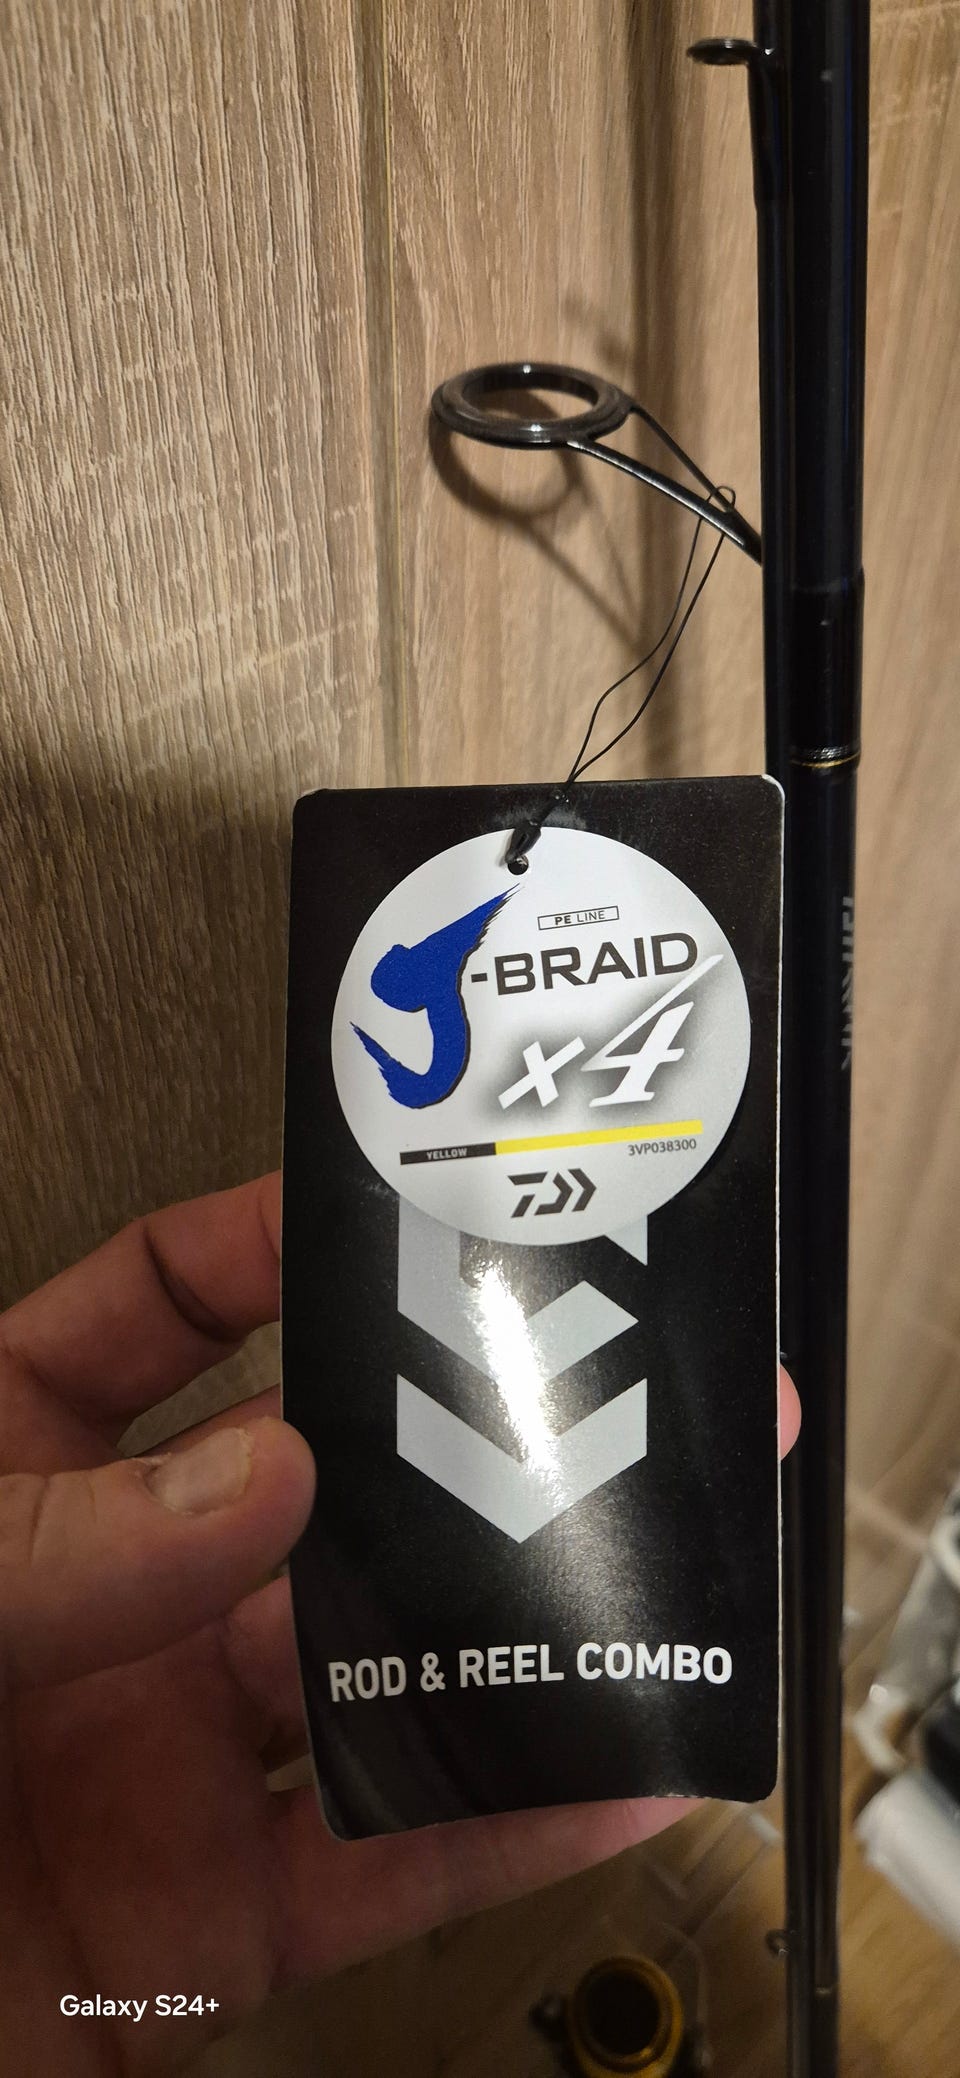 PE LINE
J-BRAID
x4
YELLOW
3VP038300
ROD & REEL COMBO
Galaxy S24+